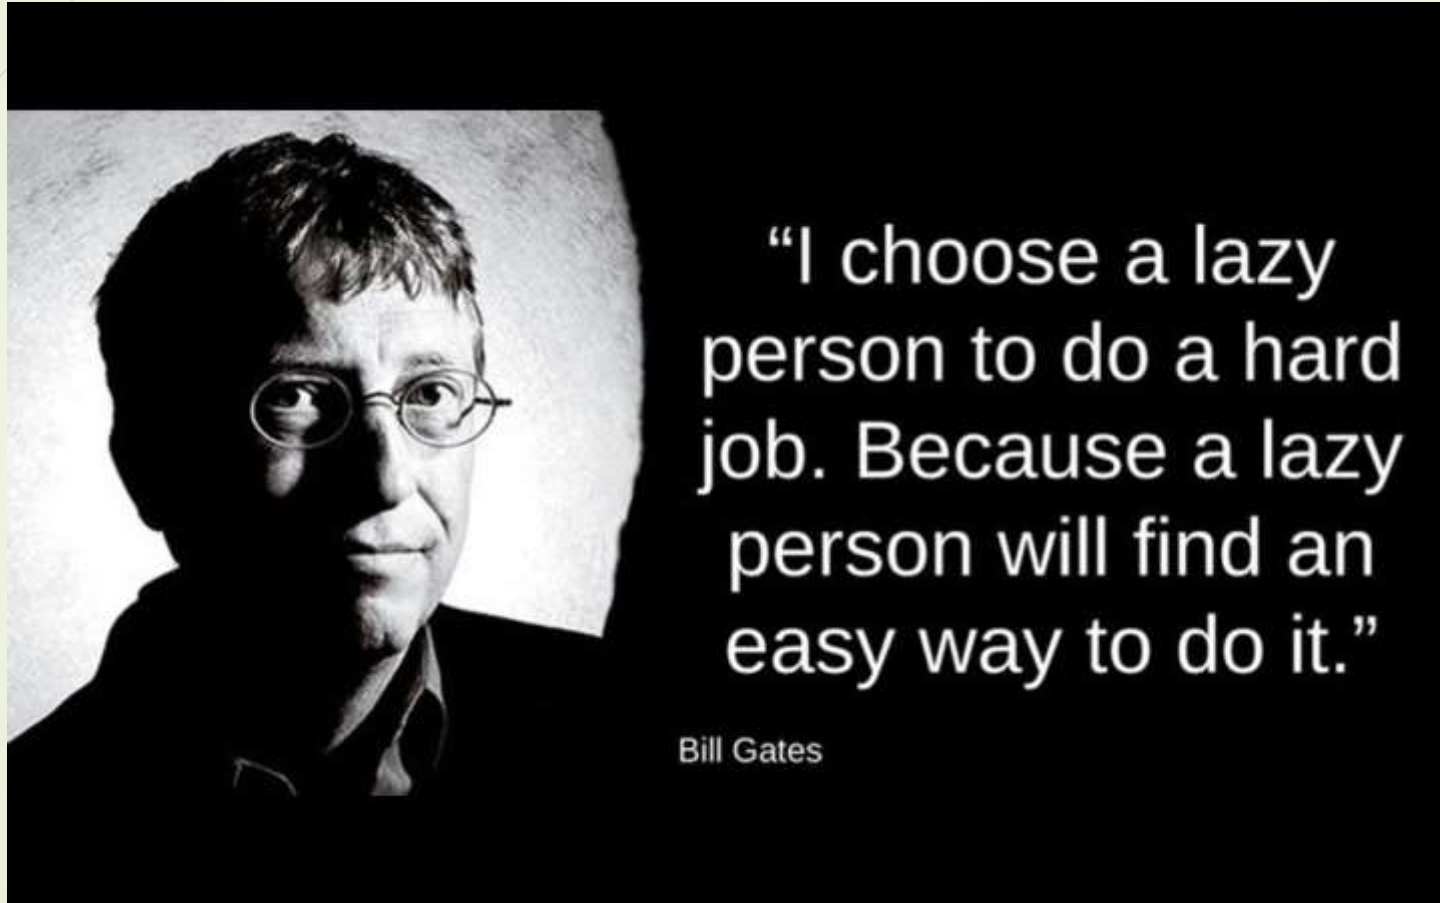 “I choose a lazy
person to do a hard
job. Because a lazy
person will find an
easy way to do it.”
Bill Gates